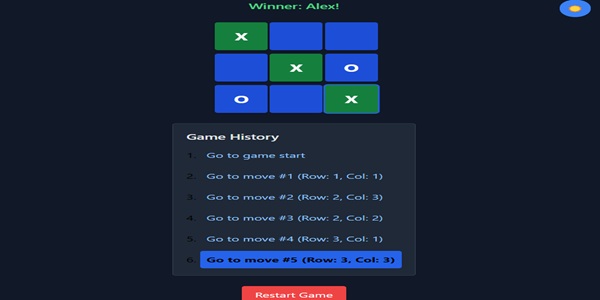 Winner: Alex!
X
X O
O X
Game History
1. Go to game start
2. Go to move #1 (Row: 1, Col: 1)
3. Go to move #2 (Row: 2, Col: 3)
4. Go to move #3 (Row: 2, Col: 2)
5. Go to move #4 (Row: 3, Col: 1)
6. Go to move #5 (Row: 3, Col: 3)
Restart Game